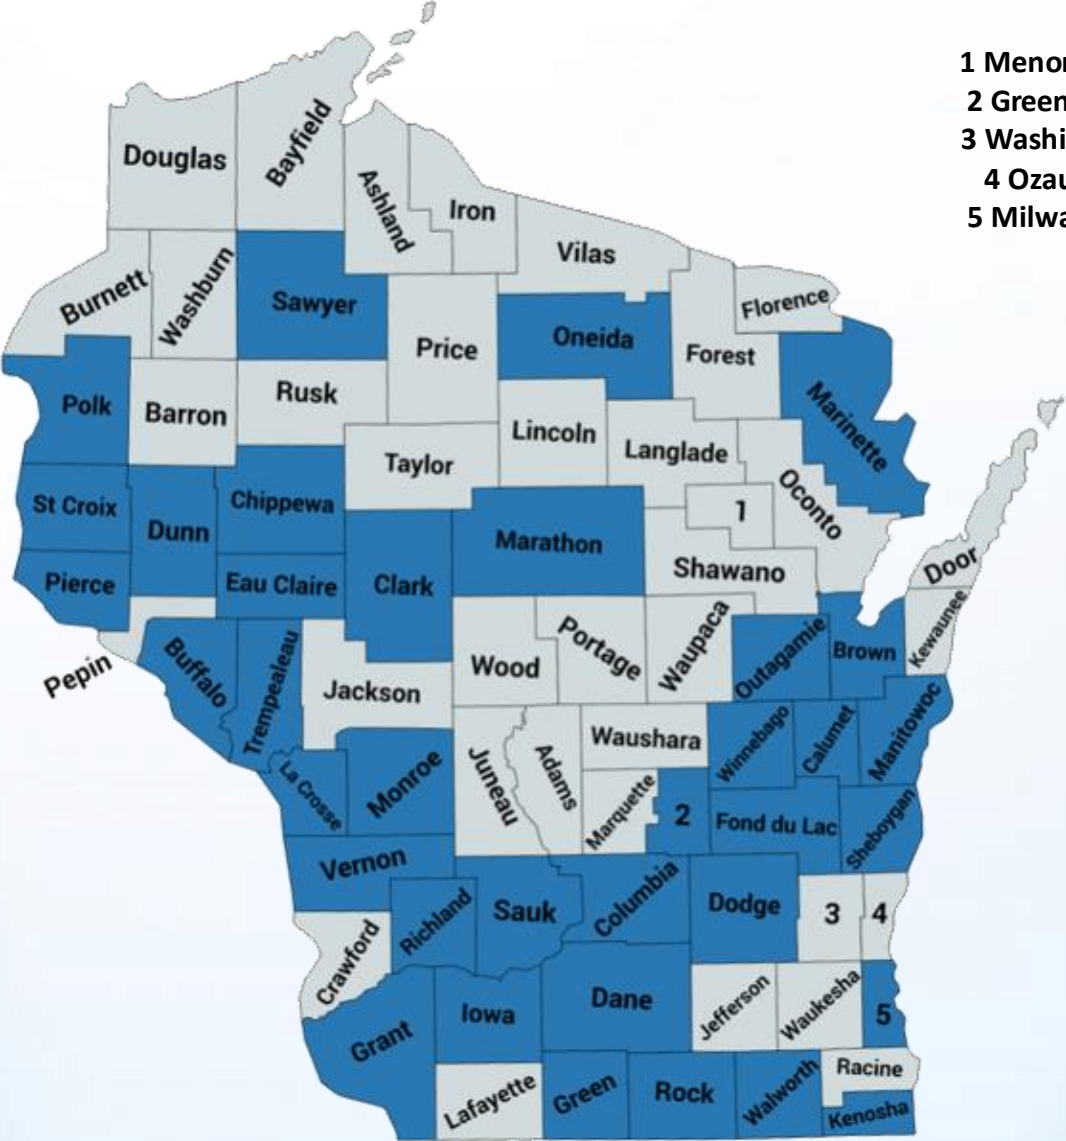 1 Menor
2 Green
3 Washi
4 Ozau
5 Milwa
Douglas
Bayfield
Ashland
Iron
Vilas
Burnett
Washburn
Sawyer
Price
Oneida
Forest
Florence
Marinette
Polk
Barron
Rusk
Taylor
Lincoln
Langlade
Oconto
St Croix
Dunn
Chippewa
Marathon
1
Shawano
Door
Pierce
Eau Claire
Clark
Pepin
Buffalo
Trempealeau
Jackson
Wood
Portage
Waupaca
Outagamie
Brown
Kewaunee
La Crosse
Monroe
Juneau
Adams
Waushara
Winnebago
Calumet
Manitowoc
Marquette
2
Fond du Lac
Sheboygan
Vernon
Richland
Sauk
Columbia
Dodge
3
4
Crawford
Grant
Iowa
Dane
Jefferson
Waukesha
5
Lafayette
Green
Rock
Walworth
Racine
Kenosha